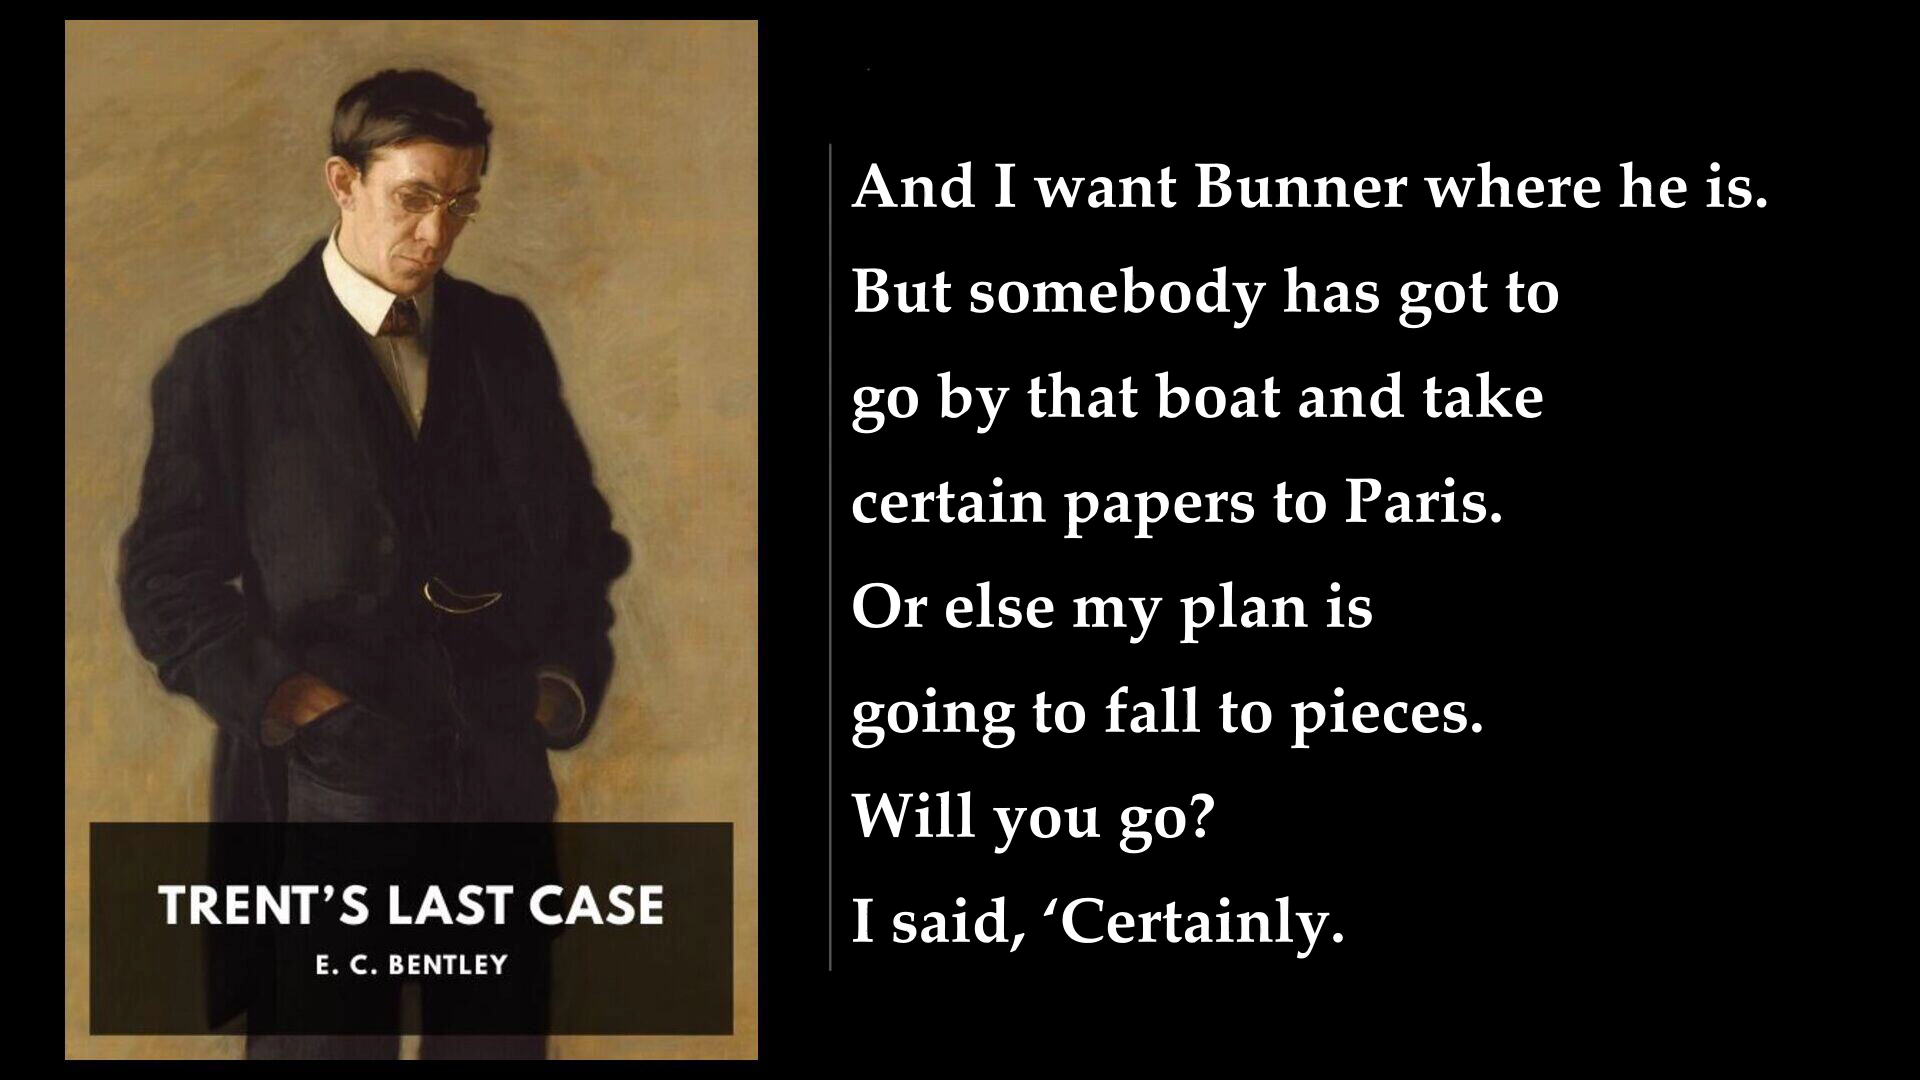 TRENT’S LAST CASE
E. C. BENTLEY
And I want Bunner where he is.
But somebody has got to
go by that boat and take
certain papers to Paris.
Or else my plan is
going to fall to pieces.
Will you go?
I said, ‘Certainly.